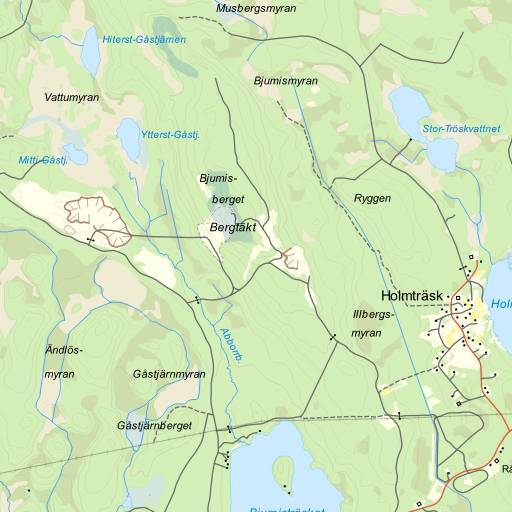 Musbergsmyran
Hiterst-Gåstjärnen
Bjumismyran
Vattumyran
Stor-Tröskvattnet
Ytterst-Gåstj.
Mitti-Gåstj.
Bjumis-
berget
Ryggen
Bergtäkt
Holmträsk
Illbergs-
myran
Abborrb.
Ändlös-
myran
Gåstjärnmyran
Gåstjärnberget